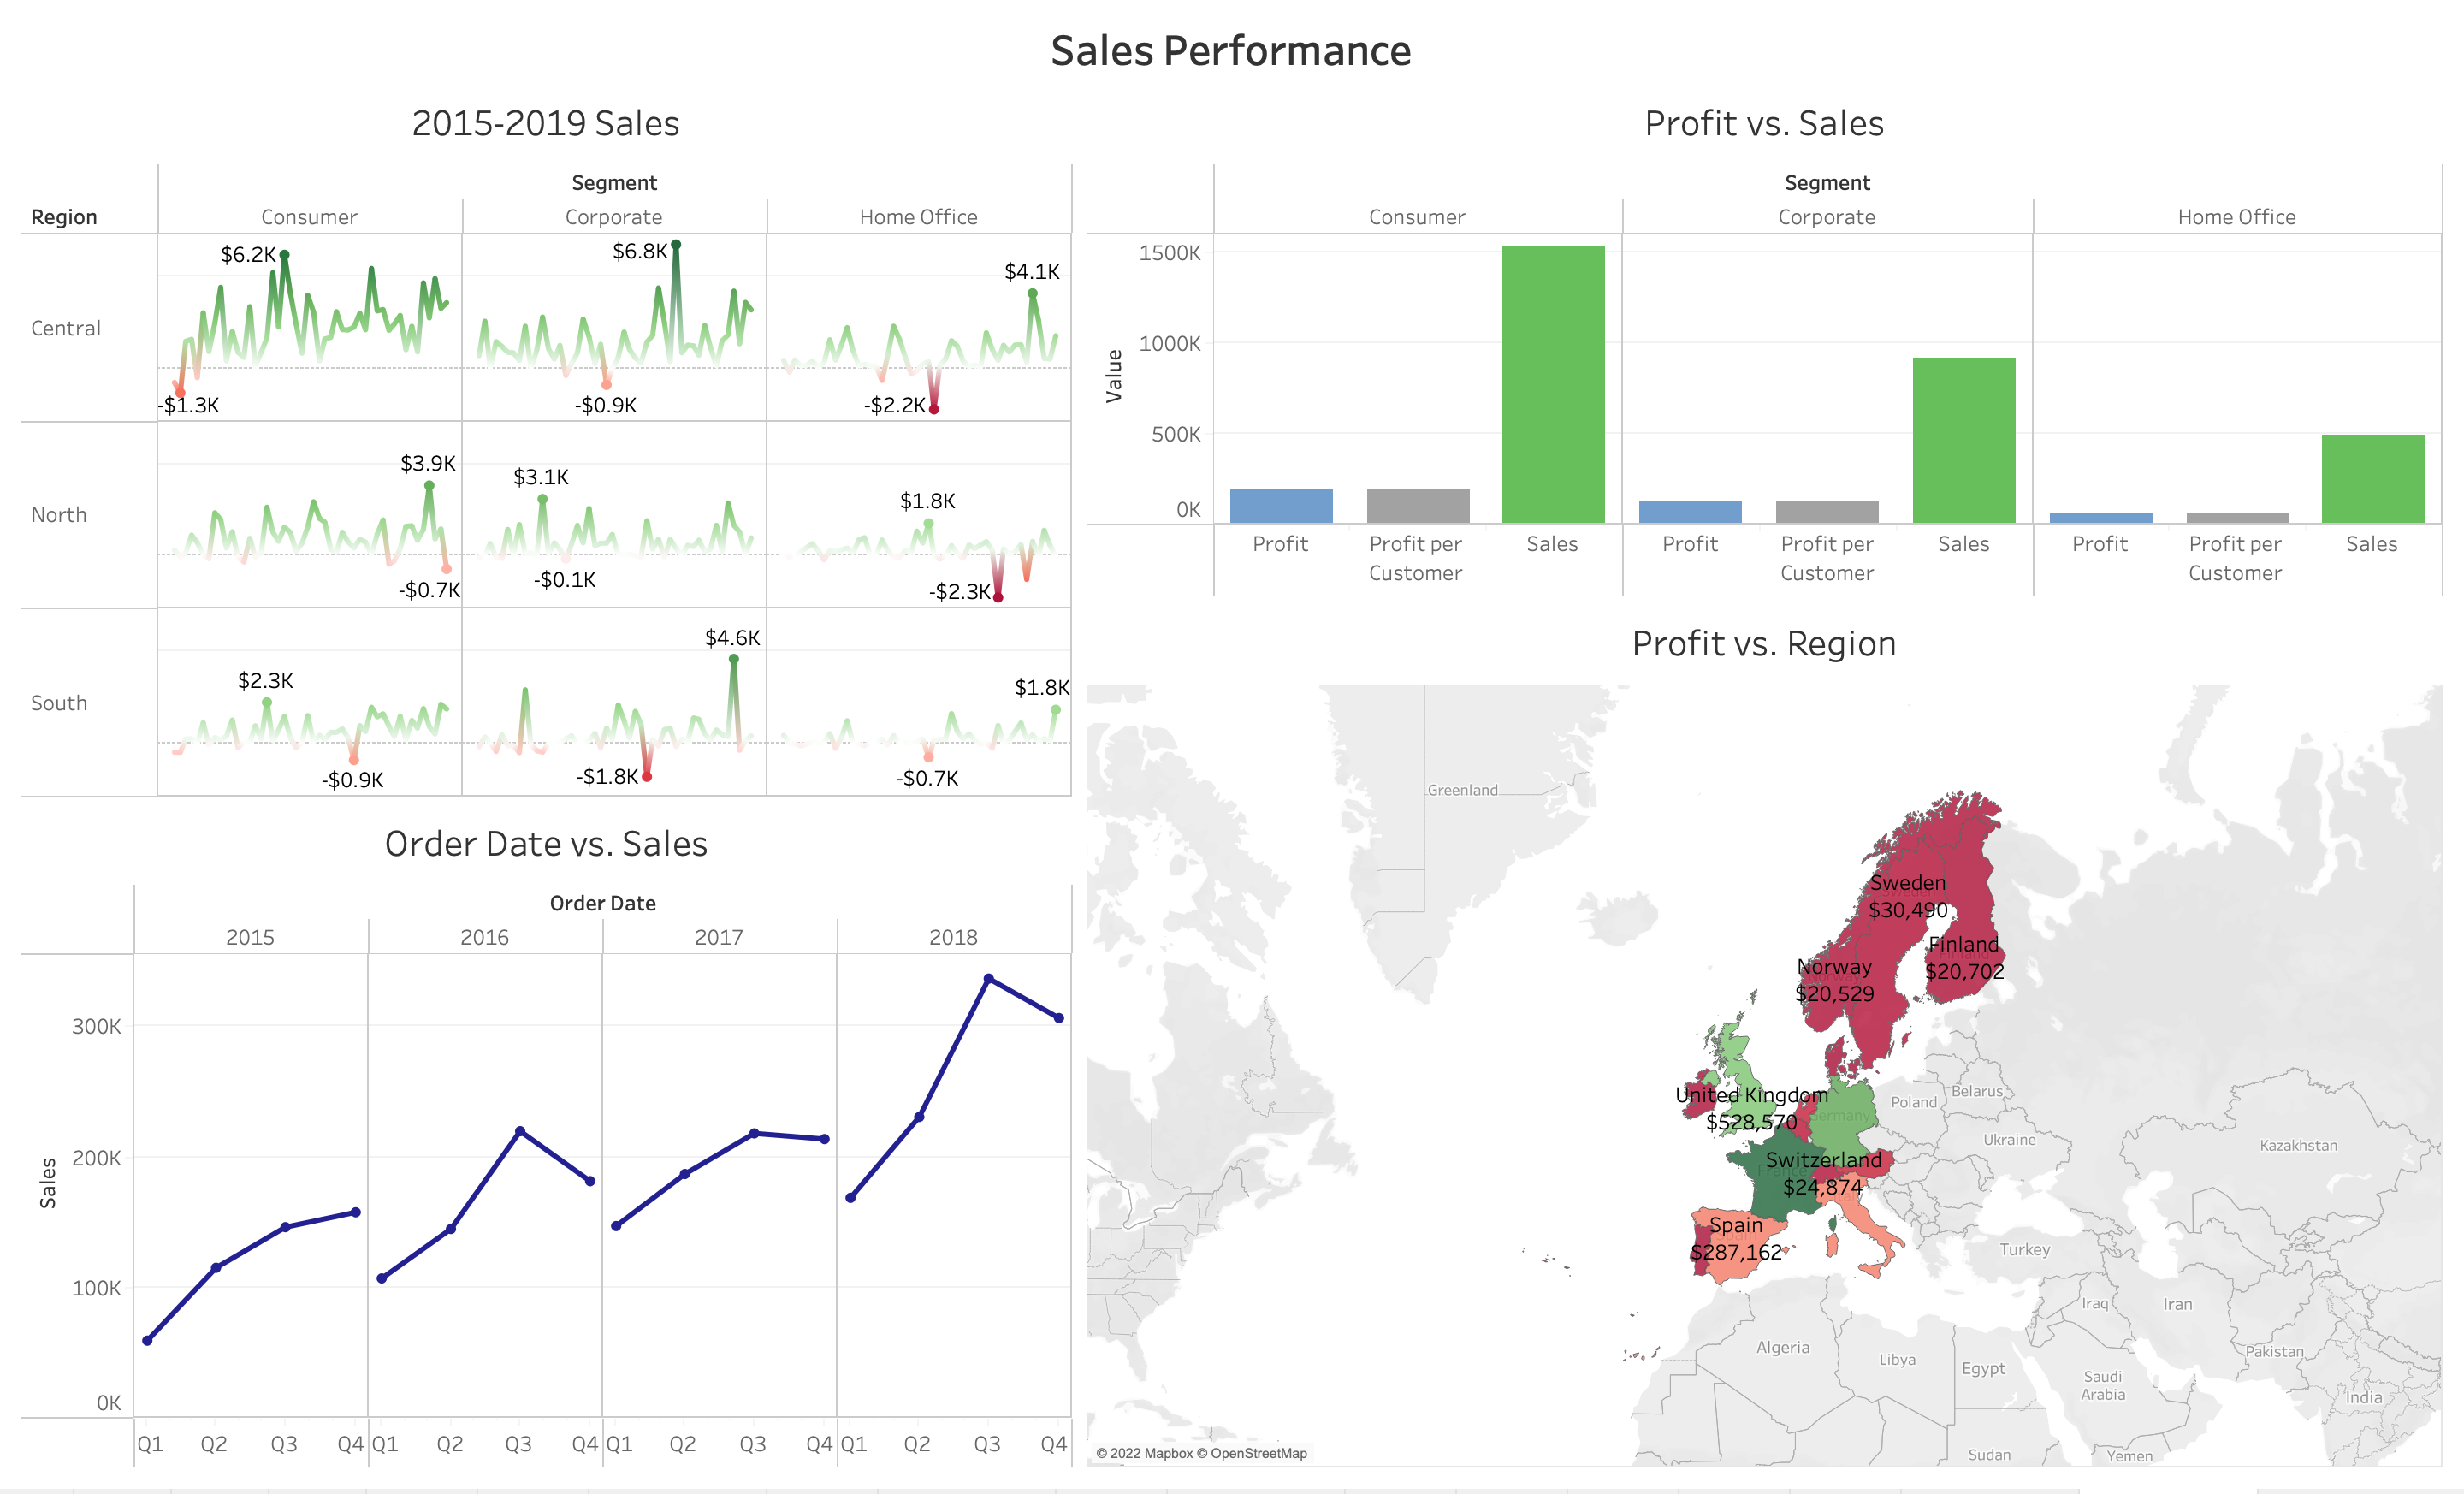 Sales Performance
2015-2019 Sales
Segment
Region
Consumer
Corporate
Home Office
Central
$6.2K
-$1.3K
$6.8K
-$0.9K
$4.1K
-$2.2K
North
$3.9K
-$0.7K
$3.1K
-$0.1K
$1.8K
-$2.3K
South
$2.3K
-$0.9K
$4.6K
-$1.8K
$1.8K
-$0.7K
Order Date vs. Sales
Order Date
2015
2016
2017
2018
Sales
300K
200K
100K
0K
Q1
Q2
Q3
Q4
Q1
Q2
Q3
Q4
Q1
Q2
Q3
Q4
Q1
Q2
Q3
Q4
Profit vs. Sales
Segment
Consumer
Corporate
Home Office
Value
1500K
1000K
500K
0K
Profit
Profit per
Customer
Sales
Profit
Profit per
Customer
Sales
Profit
Profit per
Customer
Sales
Profit vs. Region
Greenland
Sweden
$30,490
Finland
$20,702
Norway
$20,529
United Kingdom
$528,570
Germany
Poland
Belarus
Ukraine
Kazakhstan
France
Switzerland
$24,874
Spain
$287,162
Turkey
Iraq
Iran
Algeria
Libya
Egypt
Saudi
Arabia
Pakistan
India
Sudan
Yemen
© 2022 Mapbox © OpenStreetMap